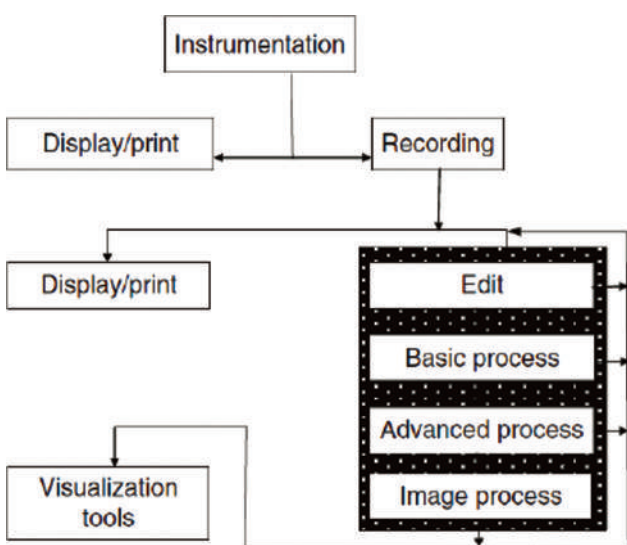 Instrumentation
Display/print
Recording
Display/print
Edit
Basic process
Advanced process
Image process
Visualization
tools